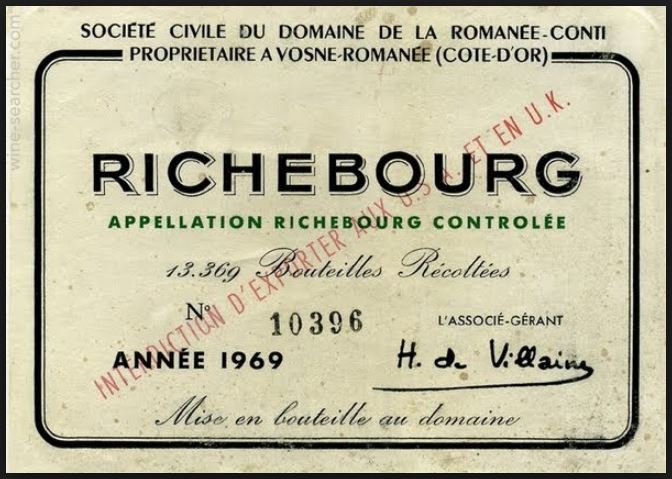 SOCIÉTÉ CIVILE DU DOMAINE DE LA ROMANÉE-CONTI
PROPRIETAIRE A VOSNE-ROMANÉE (COTE-D'OR)
RICHEBOURG
APPELLATION RICHEBOURG CONTROLÉE
13.369 Bouteilles Récoltées
N° 10396
L'ASSOCIÉ-GÉRANT
ANNÉE 1969
H. de Villaine
Mise en bouteille au domaine
INTERDICTION D'EXPORTER AUX U.S.A. ET EN U.K.
wine-searcher.com